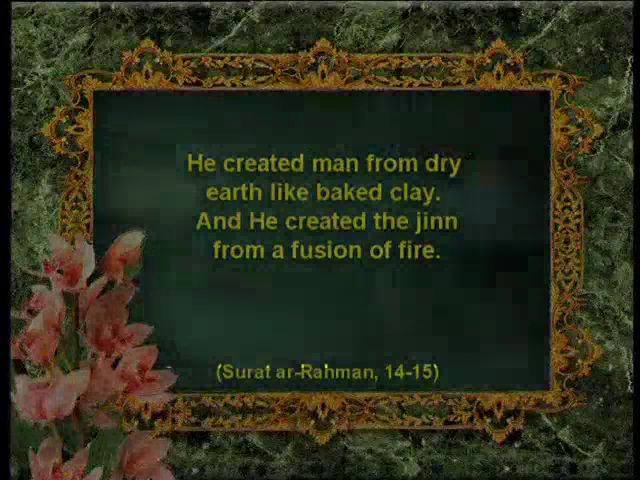 He created man from dry
earth like baked clay.
And He created the jinn
from a fusion of fire.
(Surat ar-Rahman, 14-15)